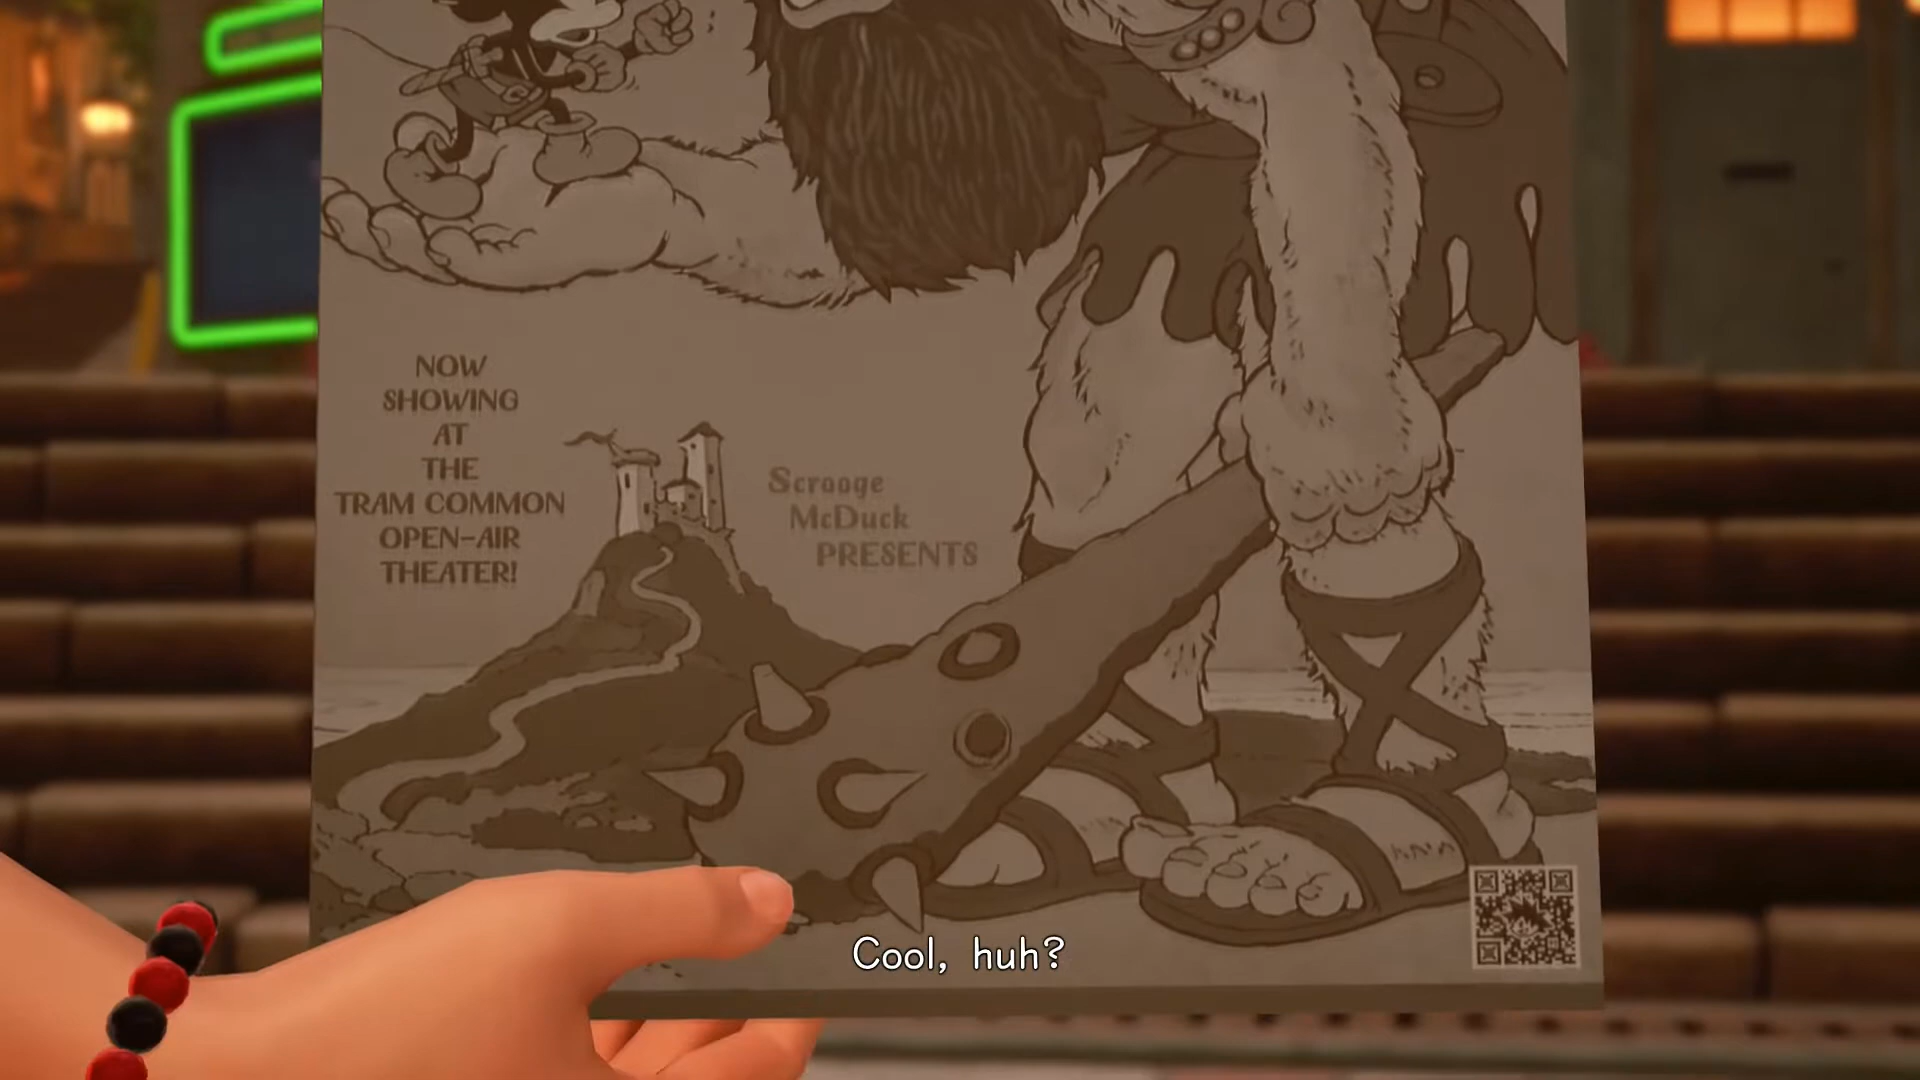 NOW
SHOWING
AT
THE
TRAM COMMON
OPEN-AIR
THEATER!
Scrooge
McDuck
PRESENTS
Cool, huh?